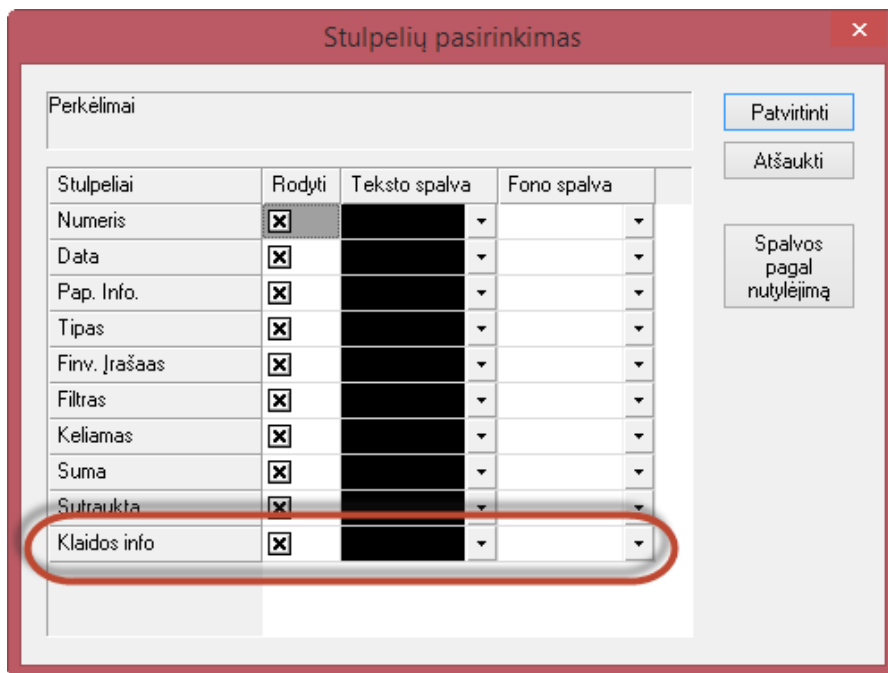 Stulpelių pasirinkimas
Perkėlimai
Patvirtinti
Atšaukti
Spalvos
pagal
nutylėjimą
Stulpeliai Rodyti Teksto spalva Fono spalva
Numeris
Data
Pap. Info.
Tipas
Finv. Įrašaas
Filtras
Keliamas
Suma
Sutraukta
Klaidos info